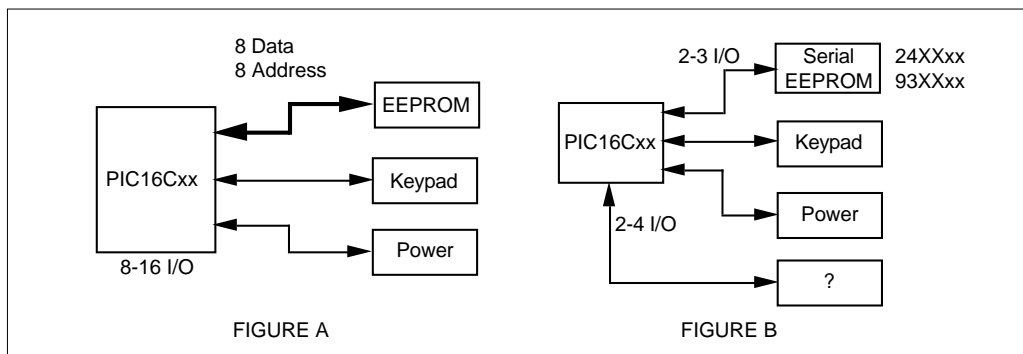 8 Data
8 Address
EEPROM
PIC16Cxx
Keypad
Power
8-16 I/O
FIGURE A
2-3 I/O
Serial
EEPROM
24XXxx
93XXxx
PIC16Cxx
Keypad
Power
2-4 I/O
?
FIGURE B